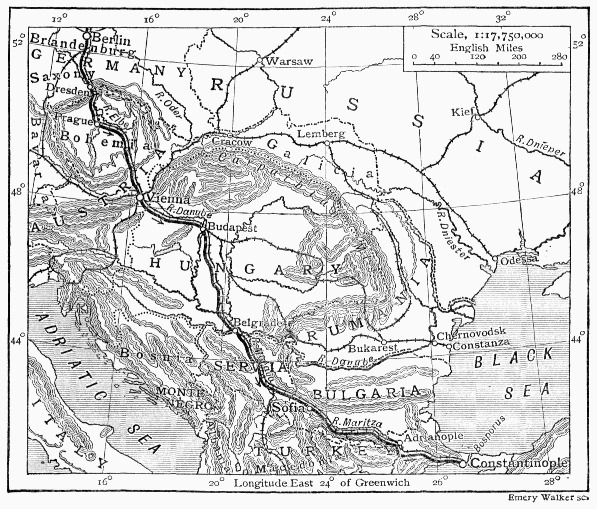 12° 16° 20° 24° 28° 32°
52° 52°
Scale, 1:17,750,000
English Miles
0 40 120 200 280
Berlin
Brandenburg
GERMANY
Saxony
Dresden
R. Oder
R. Elbe
Prague
Bohemia
Bavaria
Warsaw
RUSSIA
Kief
R. Dnieper
Cracow
Lemberg
Galicia
Carpathian
48° 48°
AUSTRIA
Vienna
R. Danube
Budapest
HUNGARY
R. Dniester
Odessa
RUMANIA
44° 44°
ADRIATIC SEA
Bosnia
Belgrade
SERVIA
Bukarest
R. Danube
Chernovodsk
Constanza
BLACK SEA
MONTE NEGRO
BULGARIA
Sofia
R. Maritza
Adrianople
Bosporus
ITALY
TURKEY
Constantinople
16° 20° Longitude East 24° of Greenwich 28°
Emery Walker sc.